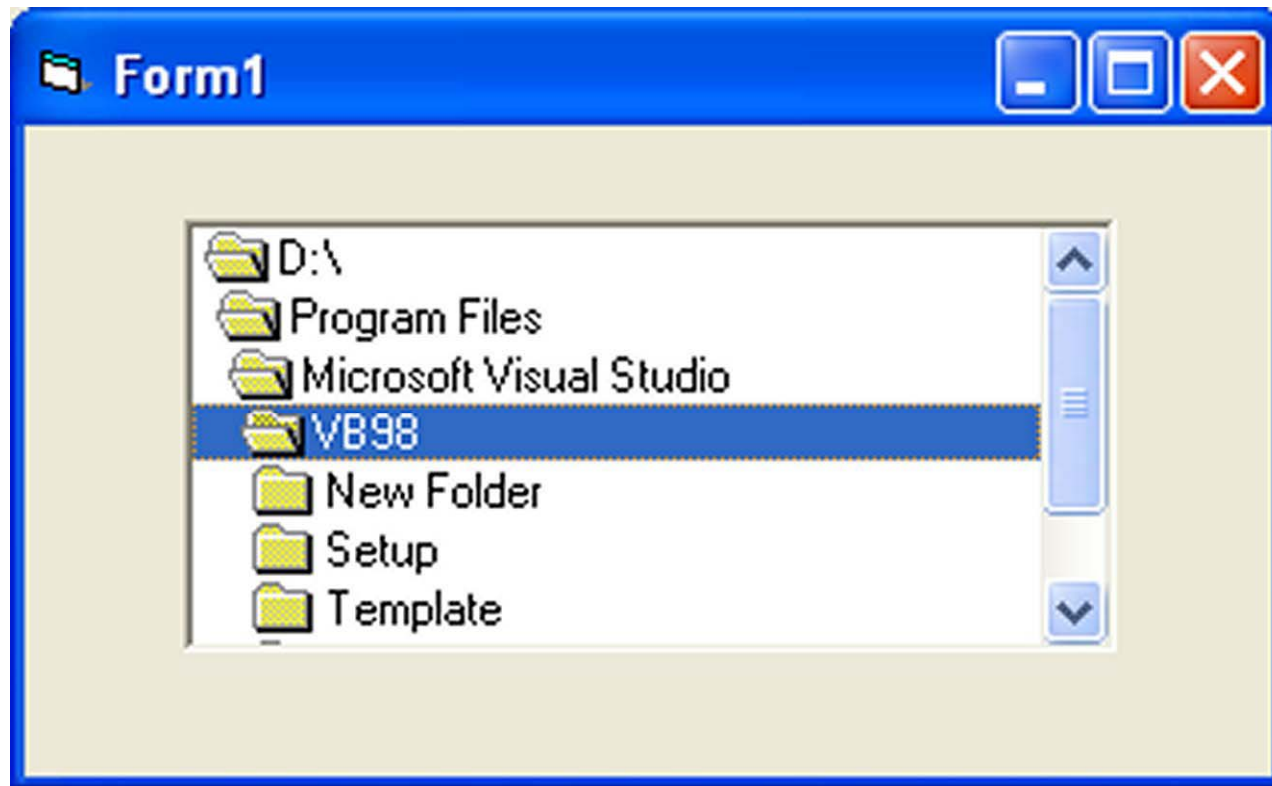 Form1
D:\
Program Files
Microsoft Visual Studio
VB98
New Folder
Setup
Template